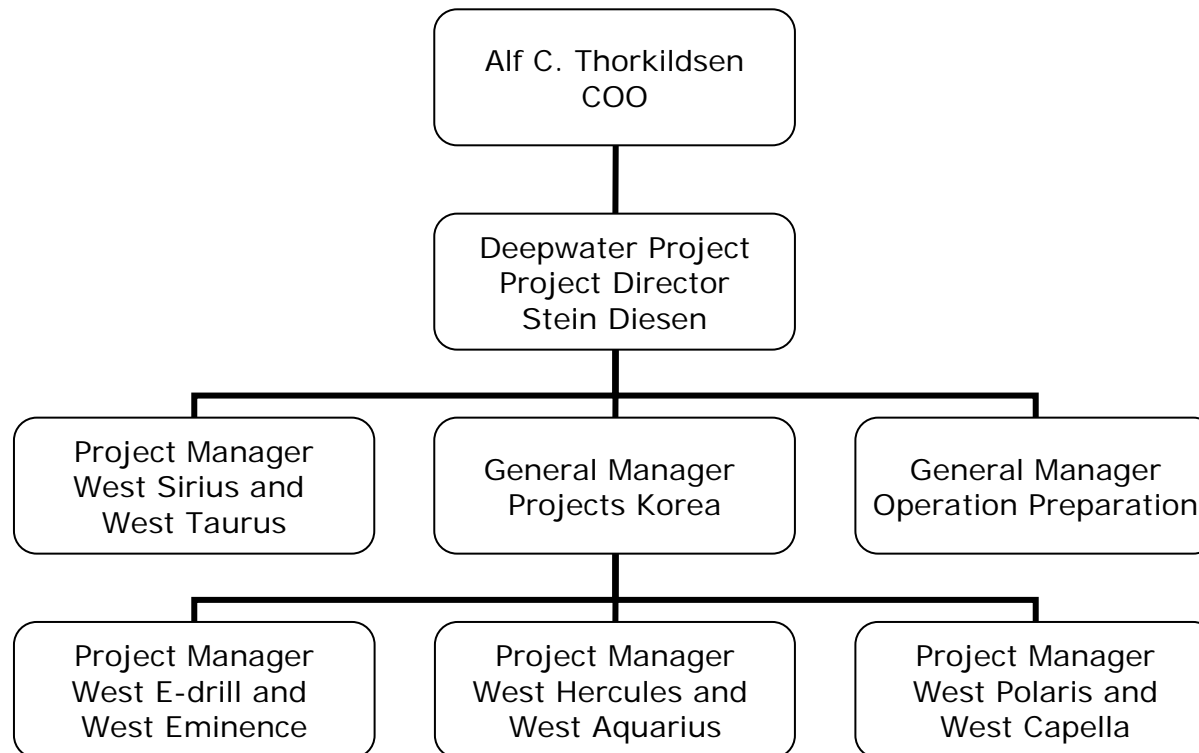 Alf C. Thorkildsen
COO
Deepwater Project
Project Director
Stein Diesen
Project Manager
West Sirius and
West Taurus
General Manager
Projects Korea
General Manager
Operation Preparation
Project Manager
West E-drill and
West Eminence
Project Manager
West Hercules and
West Aquarius
Project Manager
West Polaris and
West Capella